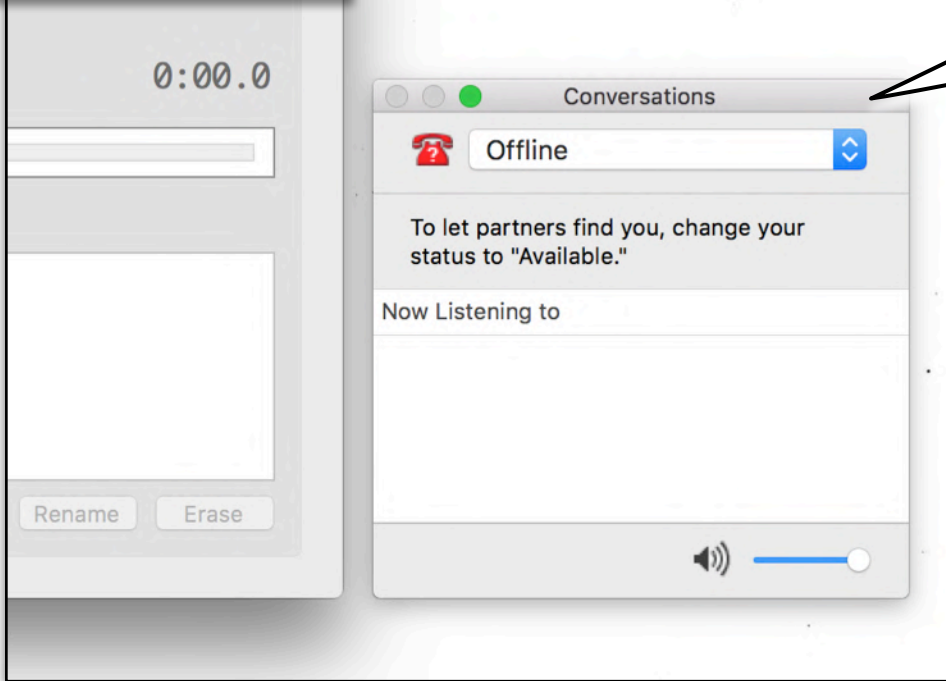 0:00.0
Rename
Erase
Conversations
Offline
To let partners find you, change your
status to "Available."
Now Listening to